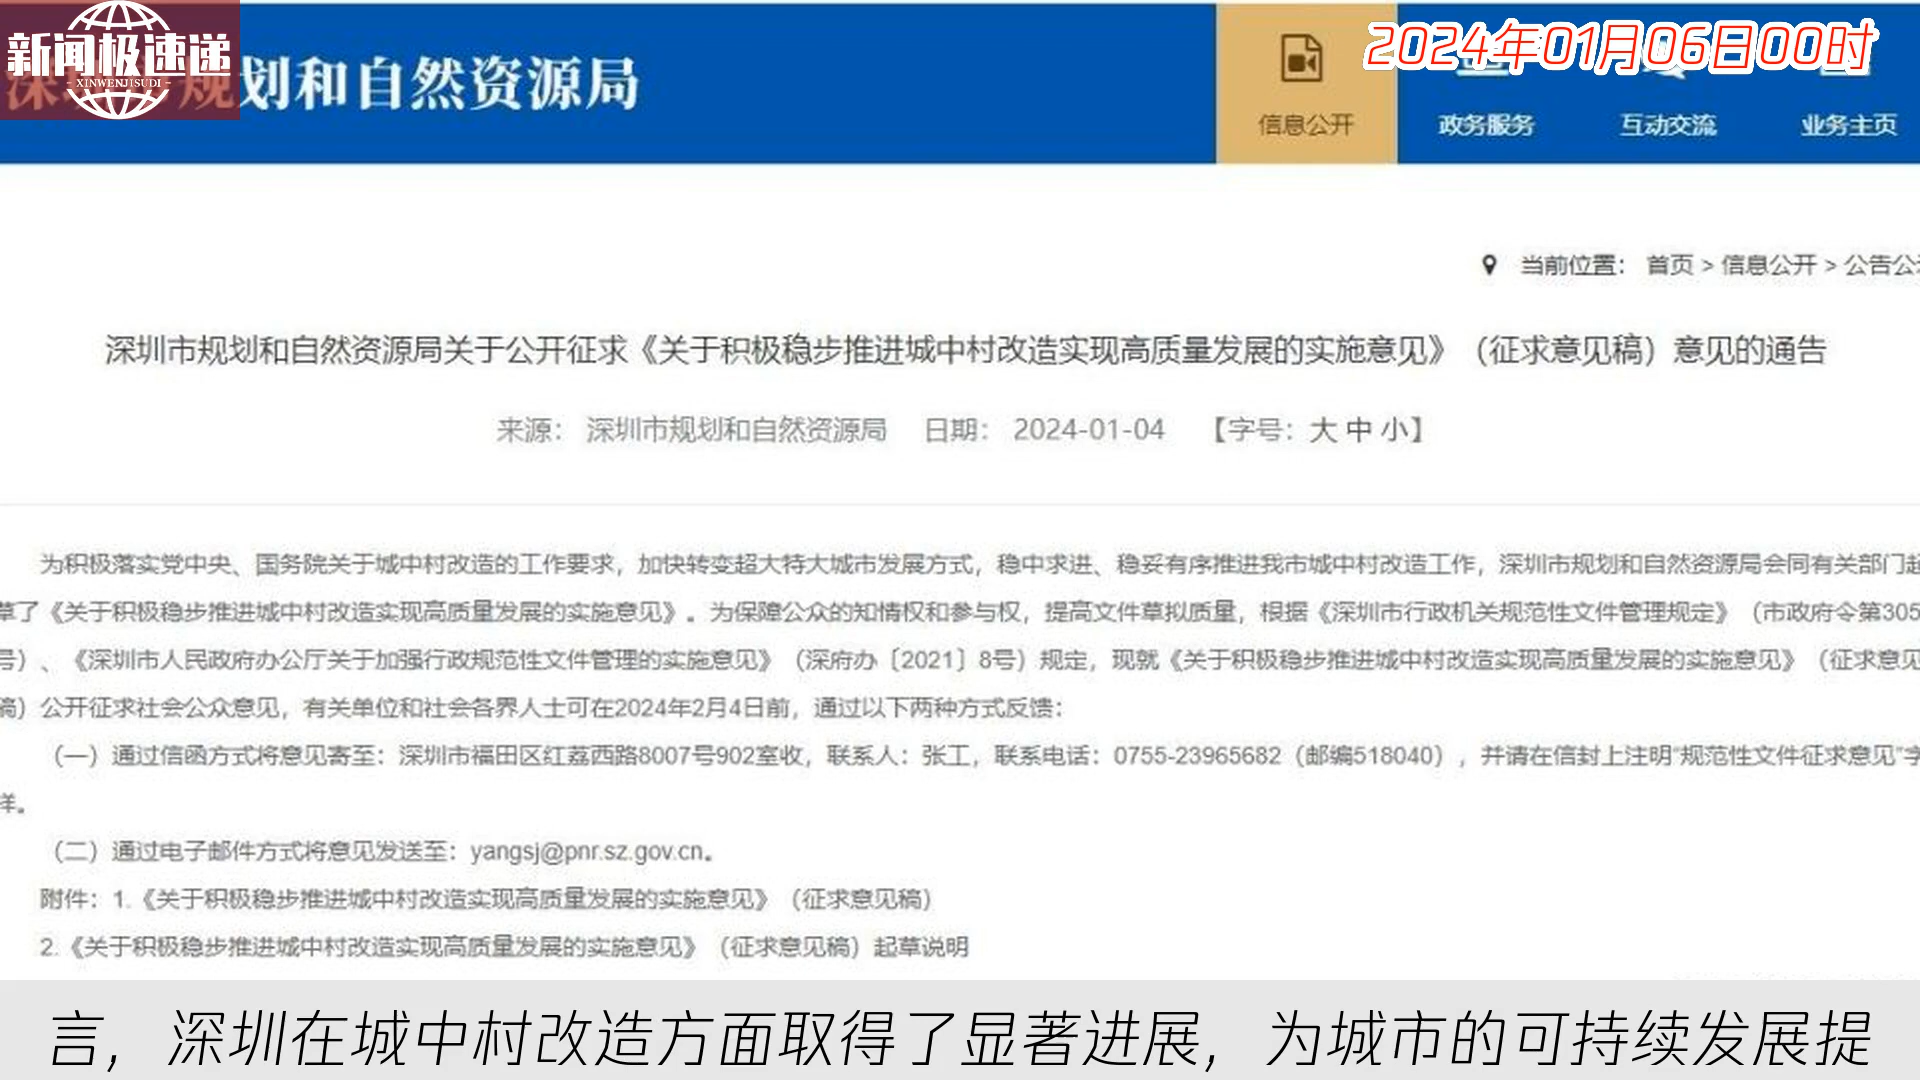 新闻极速递
XINWENJISUDI
深圳市规划和自然资源局
2024年01月06日00时
信息公开
政务服务
互动交流
业务主页
当前位置： 首页 > 信息公开 > 公告公示
深圳市规划和自然资源局关于公开征求《关于积极稳步推进城中村改造实现高质量发展的实施意见》（征求意见稿）意见的通告
来源： 深圳市规划和自然资源局 日期： 2024-01-04 【字号：大 中 小】
为积极落实党中央、国务院关于城中村改造的工作要求，加快转变超大特大城市发展方式，稳中求进、稳妥有序推进我市城中村改造工作，深圳市规划和自然资源局会同有关部门起
草了《关于积极稳步推进城中村改造实现高质量发展的实施意见》。为保障公众的知情权和参与权，提高文件草拟质量，根据《深圳市行政机关规范性文件管理规定》（市政府令第305
号）、《深圳市人民政府办公厅关于加强行政规范性文件管理的实施意见》（深府办〔2021〕8号）规定，现就《关于积极稳步推进城中村改造实现高质量发展的实施意见》（征求意见
稿）公开征求社会公众意见，有关单位和社会各界人士可在2024年2月4日前，通过以下两种方式反馈：
（一）通过信函方式将意见寄至：深圳市福田区红荔西路8007号902室收，联系人：张工，联系电话：0755-23965682（邮编518040），并请在信封上注明“规范性文件征求意见”字
样。
（二）通过电子邮件方式将意见发送至：yangsj@pnr.sz.gov.cn。
附件：1.《关于积极稳步推进城中村改造实现高质量发展的实施意见》（征求意见稿）
2.《关于积极稳步推进城中村改造实现高质量发展的实施意见》（征求意见稿）起草说明
言，深圳在城中村改造方面取得了显著进展，为城市的可持续发展提